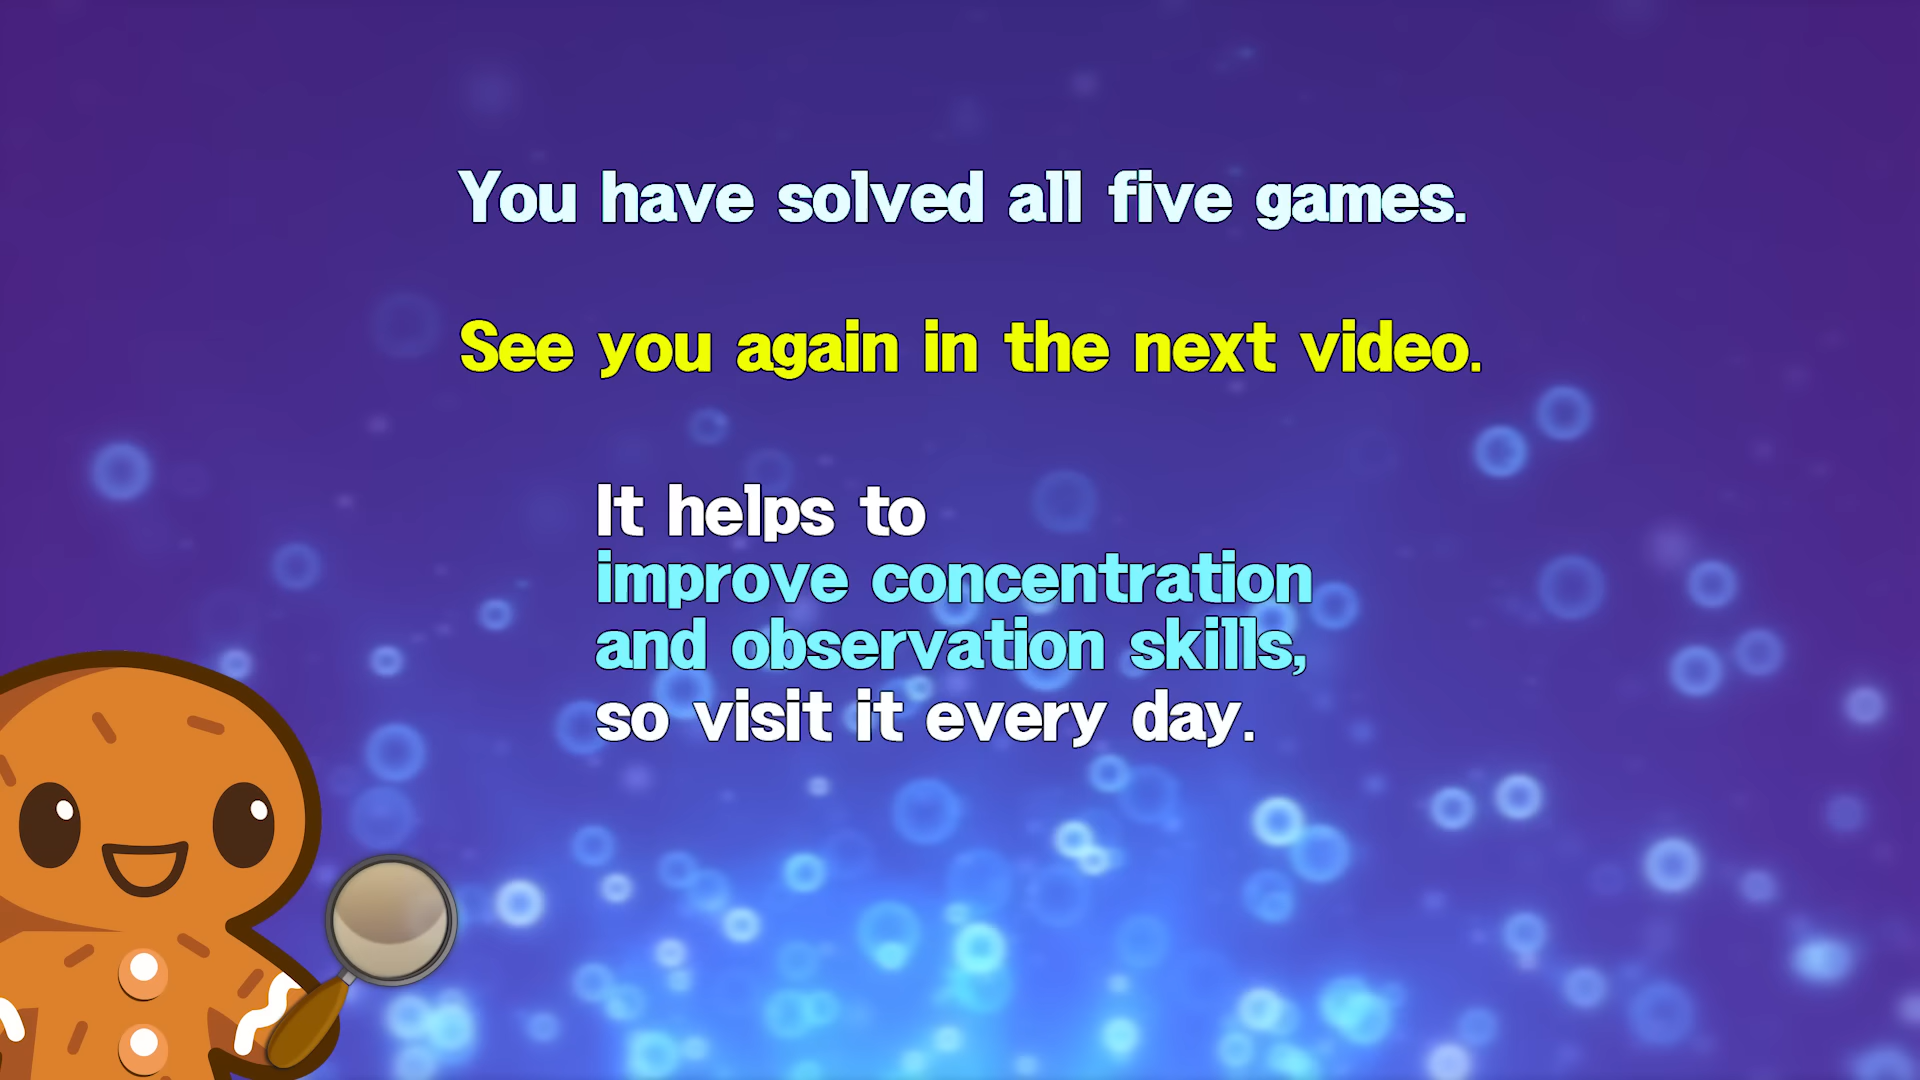 You have solved all five games.
See you again in the next video.
It helps to
improve concentration
and observation skills,
so visit it every day.